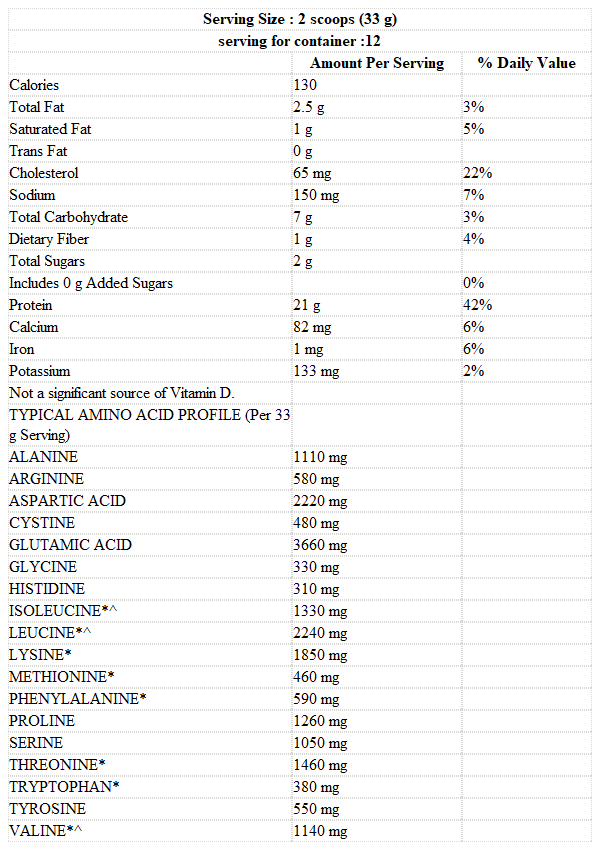 Serving Size : 2 scoops (33 g)
serving for container :12
Amount Per Serving % Daily Value
Calories 130
Total Fat 2.5 g 3%
Saturated Fat 1 g 5%
Trans Fat 0 g
Cholesterol 65 mg 22%
Sodium 150 mg 7%
Total Carbohydrate 7 g 3%
Dietary Fiber 1 g 4%
Total Sugars 2 g
Includes 0 g Added Sugars 0%
Protein 21 g 42%
Calcium 82 mg 6%
Iron 1 mg 6%
Potassium 133 mg 2%
Not a significant source of Vitamin D.
TYPICAL AMINO ACID PROFILE (Per 33
g Serving)
ALANINE 1110 mg
ARGININE 580 mg
ASPARTIC ACID 2220 mg
CYSTINE 480 mg
GLUTAMIC ACID 3660 mg
GLYCINE 330 mg
HISTIDINE 310 mg
ISOLEUCINE*^ 1330 mg
LEUCINE*^ 2240 mg
LYSINE* 1850 mg
METHIONINE* 460 mg
PHENYLALANINE* 590 mg
PROLINE 1260 mg
SERINE 1050 mg
THREONINE* 1460 mg
TRYPTOPHAN* 380 mg
TYROSINE 550 mg
VALINE*^ 1140 mg